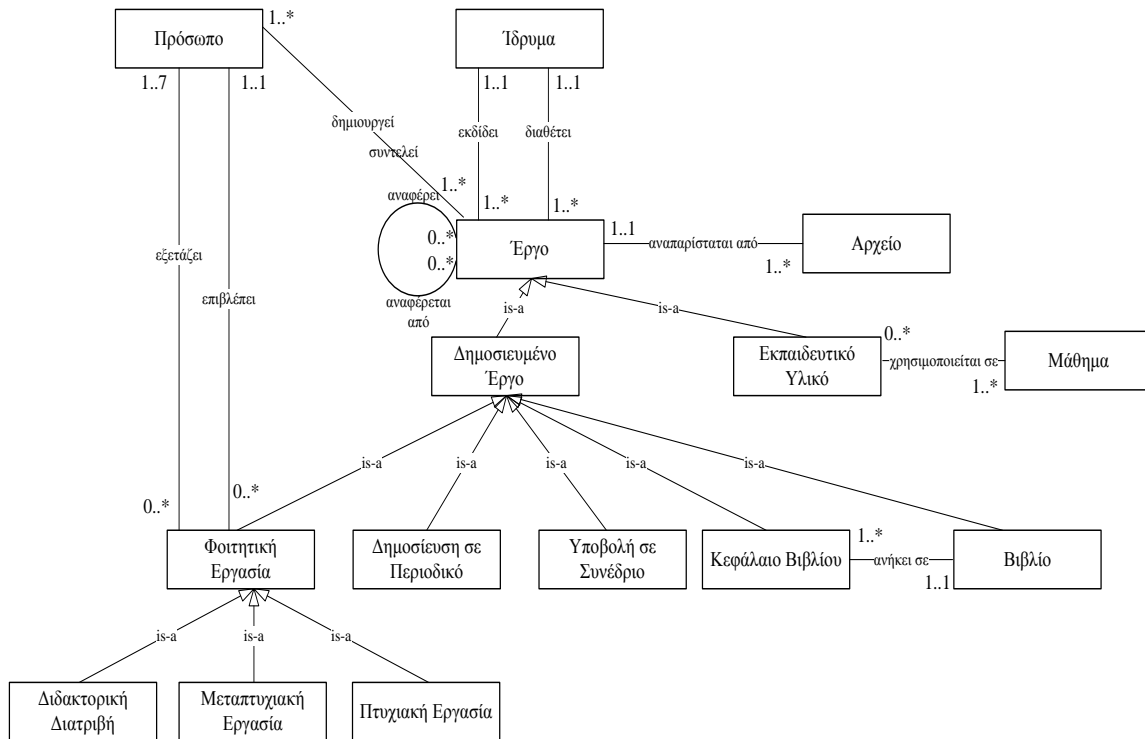 Πρόσωπο
Ίδρυμα
1..*
1..7
1..1
1..1
1..1
δημιουργεί
συντελεί
εκδίδει
διαθέτει
αναφέρει
1..*
1..*
1..*
0..*
0..*
Έργο
1..1
αναπαρίσταται από
1..*
Αρχείο
εξετάζει
επιβλέπει
αναφέρεται
από
is-a
is-a
Δημοσιευμένο
Έργο
Εκπαιδευτικό
Υλικό
0..*
χρησιμοποιείται σε
1..*
Μάθημα
is-a
is-a
is-a
is-a
is-a
0..*
0..*
Φοιτητική
Εργασία
Δημοσίευση σε
Περιοδικό
Υποβολή σε
Συνέδριο
Κεφάλαιο Βιβλίου
1..*
ανήκει σε
1..1
Βιβλίο
is-a
is-a
is-a
Διδακτορική
Διατριβή
Μεταπτυχιακή
Εργασία
Πτυχιακή Εργασία